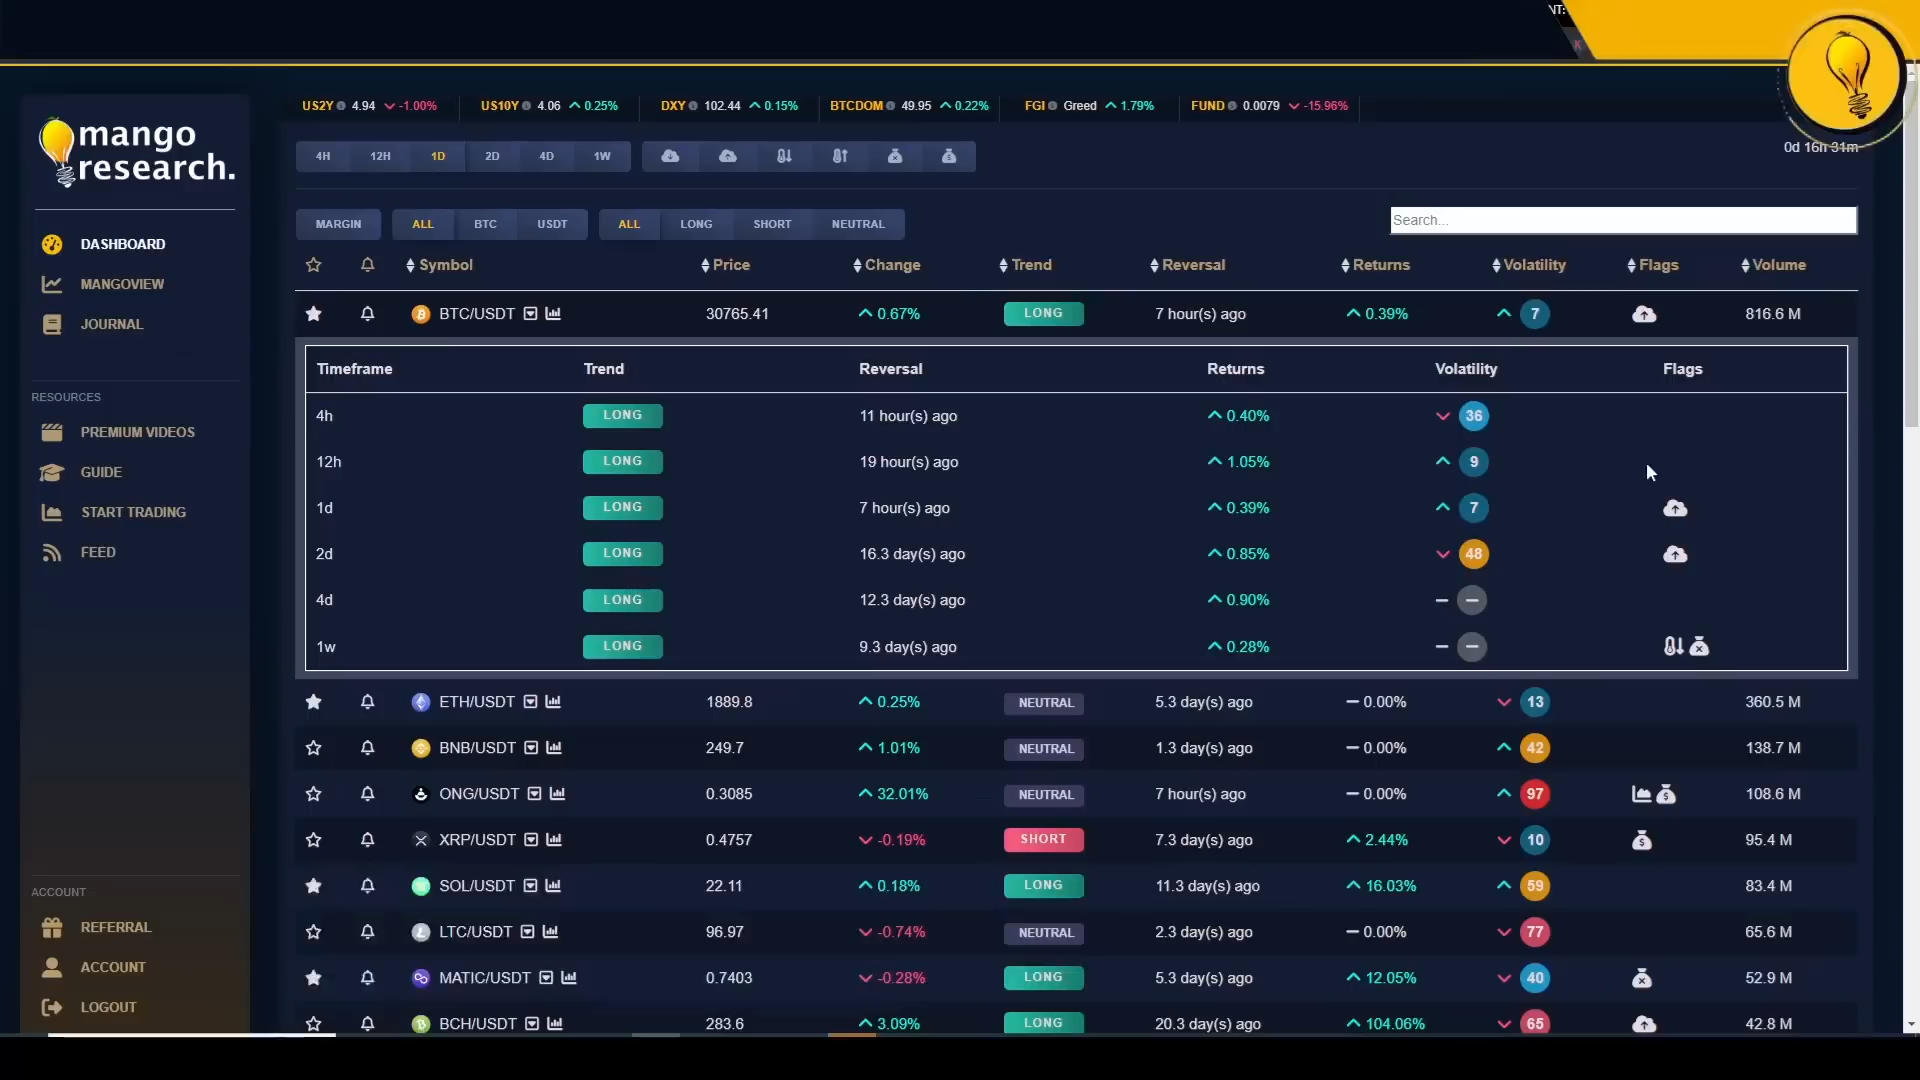 NT:
K
US2Y 4.94 -1.00% US10Y 4.06 0.25% DXY 102.44 0.15% BTCDOM 49.95 0.22% FGI Greed 1.79% FUND 0.0079 -15.96%
mango
research.
4H 12H 1D 2D 4D 1W
0d 16h 31m
MARGIN ALL BTC USDT ALL LONG SHORT NEUTRAL Search...
DASHBOARD
MANGOVIEW
JOURNAL
RESOURCES
PREMIUM VIDEOS
GUIDE
START TRADING
FEED
ACCOUNT
REFERRAL
ACCOUNT
LOGOUT
Symbol Price Change Trend Reversal Returns Volatility Flags Volume
BTC/USDT 30765.41 0.67% LONG 7 hour(s) ago 0.39% 7 816.6 M
Timeframe Trend Reversal Returns Volatility Flags
4h LONG 11 hour(s) ago 0.40% 36
12h LONG 19 hour(s) ago 1.05% 9
1d LONG 7 hour(s) ago 0.39% 7
2d LONG 16.3 day(s) ago 0.85% 48
4d LONG 12.3 day(s) ago 0.90%
1w LONG 9.3 day(s) ago 0.28%
ETH/USDT 1889.8 0.25% NEUTRAL 5.3 day(s) ago 0.00% 13 360.5 M
BNB/USDT 249.7 1.01% NEUTRAL 1.3 day(s) ago 0.00% 42 138.7 M
ONG/USDT 0.3085 32.01% NEUTRAL 7 hour(s) ago 0.00% 97 108.6 M
XRP/USDT 0.4757 -0.19% SHORT 7.3 day(s) ago 2.44% 10 95.4 M
SOL/USDT 22.11 0.18% LONG 11.3 day(s) ago 16.03% 59 83.4 M
LTC/USDT 96.97 -0.74% NEUTRAL 2.3 day(s) ago 0.00% 77 65.6 M
MATIC/USDT 0.7403 -0.28% LONG 5.3 day(s) ago 12.05% 40 52.9 M
BCH/USDT 283.6 3.09% LONG 20.3 day(s) ago 104.06% 65 42.8 M